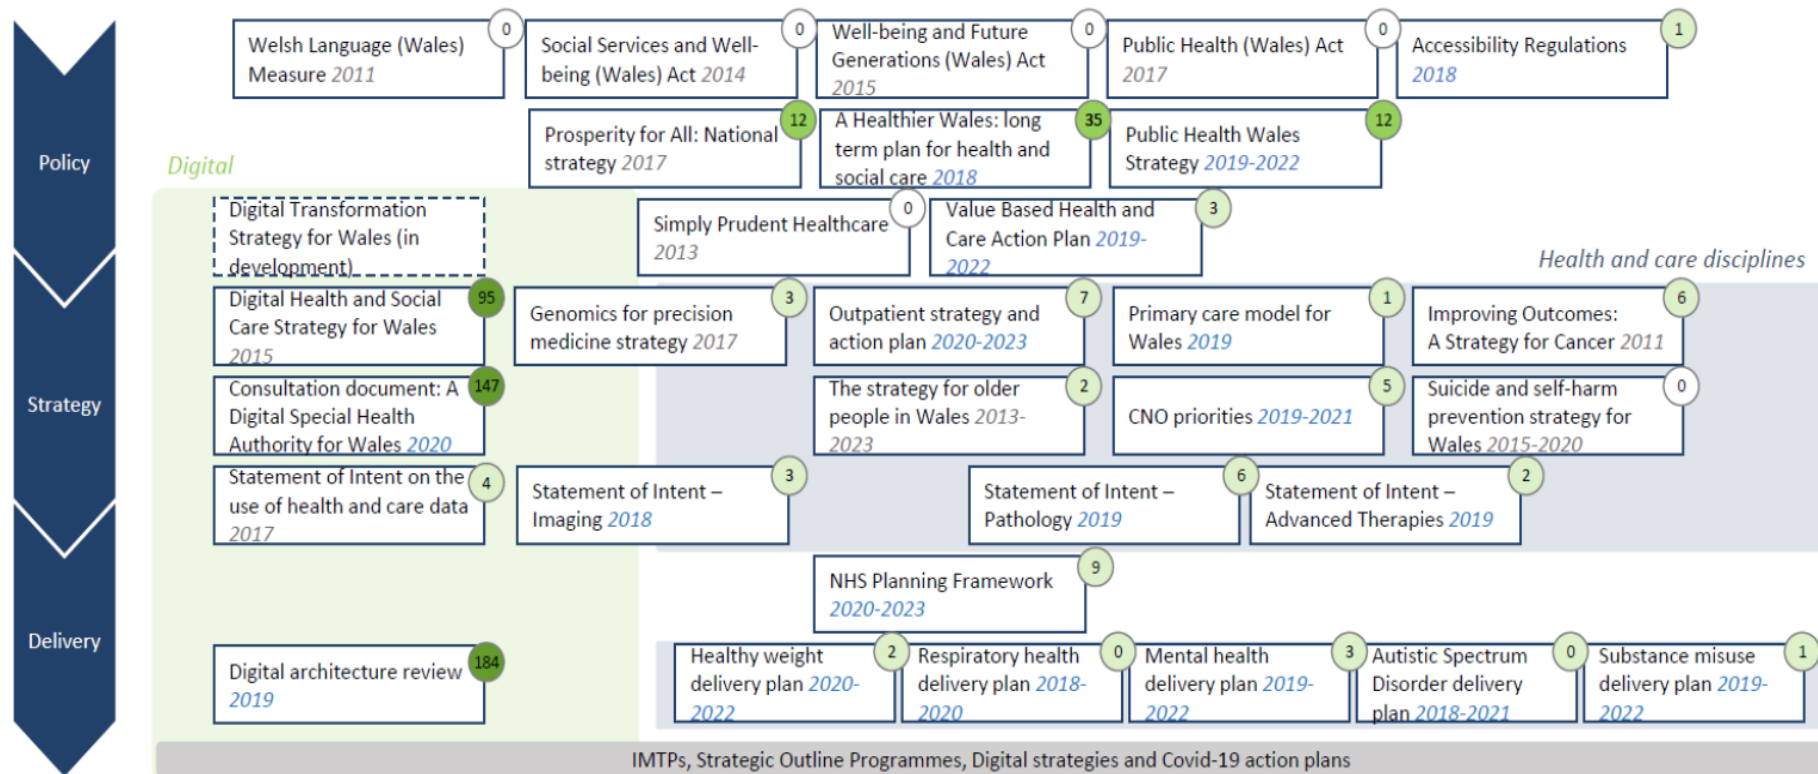 Welsh Language (Wales)
Measure 2011
0
Social Services and Well-
being (Wales) Act 2014
0
Well-being and Future
Generations (Wales) Act
2015
0
Public Health (Wales) Act
2017
0
Accessibility Regulations
2018
1
Policy
Prosperity for All: National
strategy 2017
12
A Healthier Wales: long
term plan for health and
social care 2018
35
Public Health Wales
Strategy 2019-2022
12
Digital
Digital Transformation
Strategy for Wales (in
development)
Simply Prudent Healthcare
2013
0
Value Based Health and
Care Action Plan 2019-
2022
3
Health and care disciplines
Digital Health and Social
Care Strategy for Wales
2015
95
Genomics for precision
medicine strategy 2017
3
Outpatient strategy and
action plan 2020-2023
7
Primary care model for
Wales 2019
1
Improving Outcomes:
A Strategy for Cancer 2011
6
Strategy
Consultation document: A
Digital Special Health
Authority for Wales 2020
147
The strategy for older
people in Wales 2013-
2023
2
CNO priorities 2019-2021
5
Suicide and self-harm
prevention strategy for
Wales 2015-2020
0
Statement of Intent on the
use of health and care data
2017
4
Statement of Intent –
Imaging 2018
3
Statement of Intent –
Pathology 2019
6
Statement of Intent –
Advanced Therapies 2019
2
NHS Planning Framework
2020-2023
9
Delivery
Digital architecture review
2019
184
Healthy weight
delivery plan 2020-
2022
2
Respiratory health
delivery plan 2018-
2020
0
Mental health
delivery plan 2019-
2022
3
Autistic Spectrum
Disorder delivery
plan 2018-2021
0
Substance misuse
delivery plan 2019-
2022
1
IMTPs, Strategic Outline Programmes, Digital strategies and Covid-19 action plans